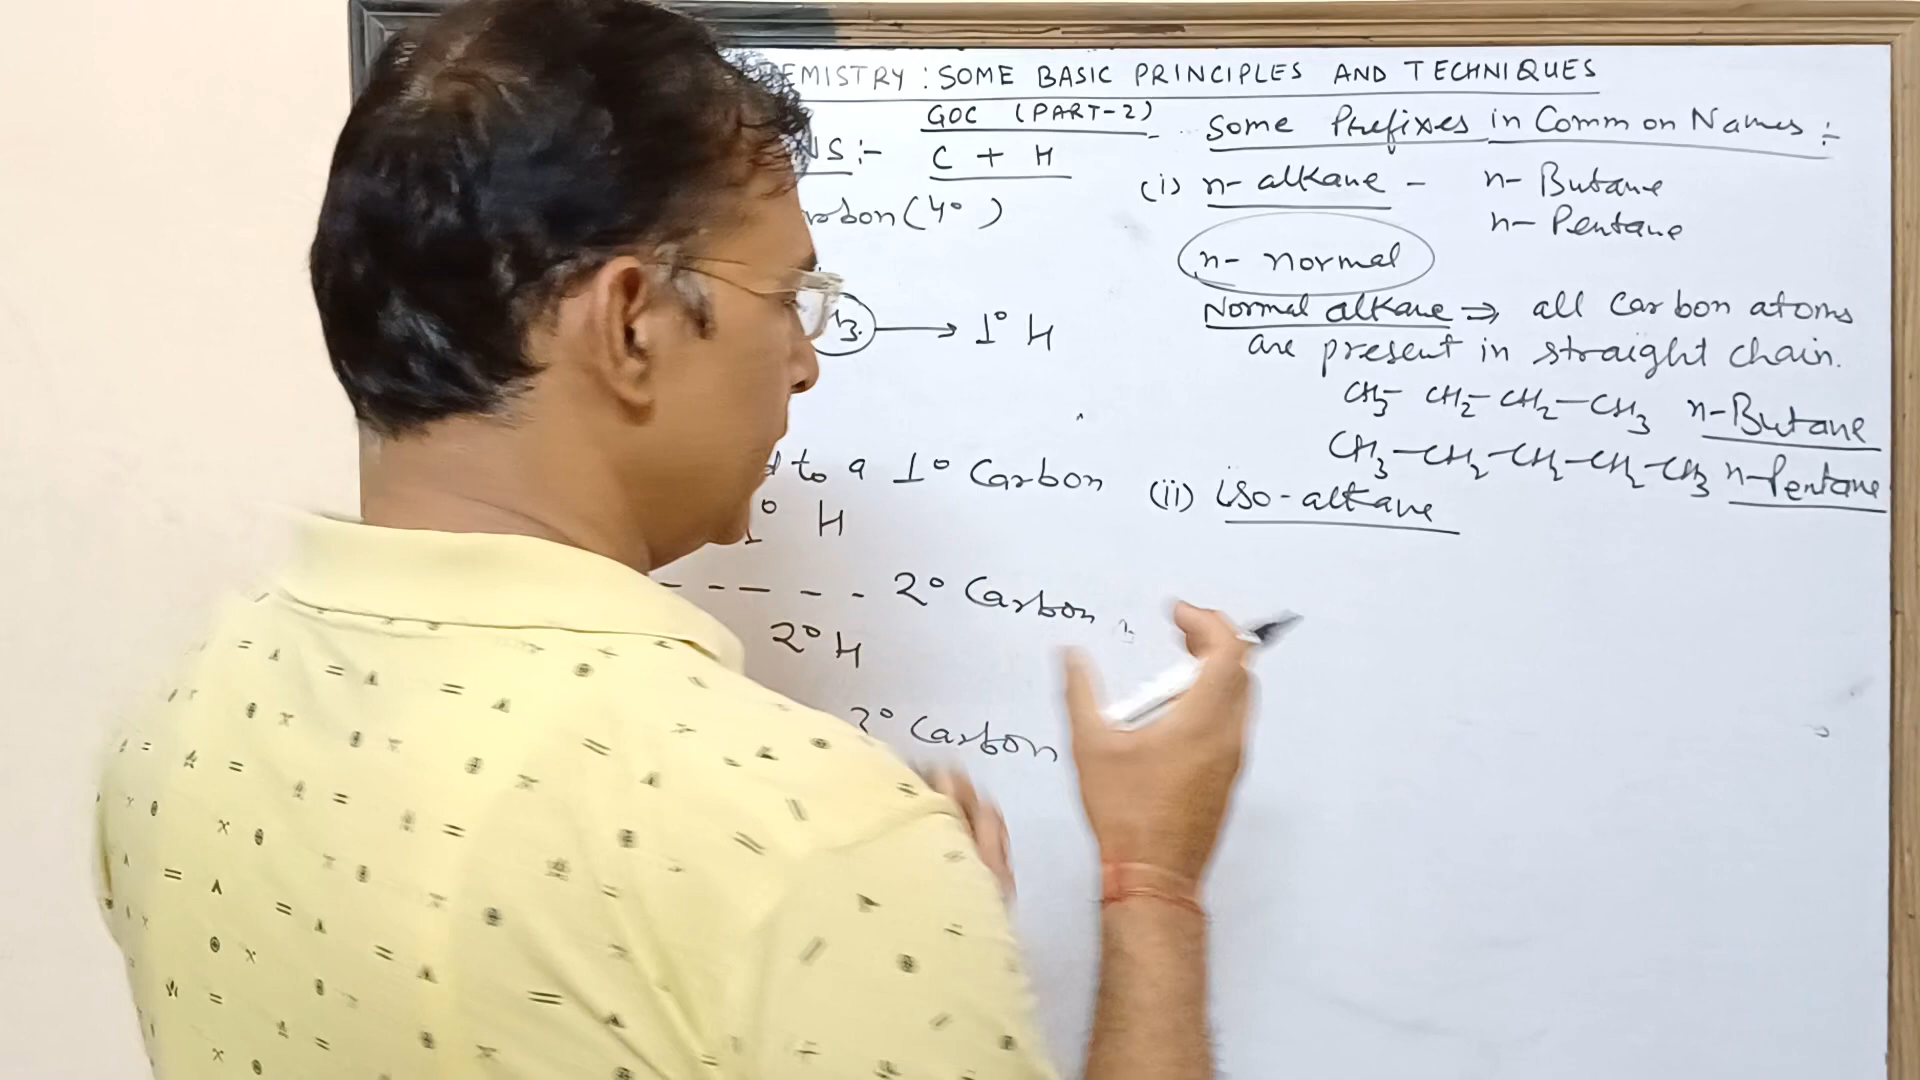 EMISTRY : SOME BASIC PRINCIPLES AND TECHNIQUES
GOC (PART-2)
NS :-
C + H
(4°)
1° H
to a 1° Carbon
1° H
- - - - - 2° Carbon
2° H
3° Carbon
Some Prefixes in Common Names :-
(i) n-alkane - n-Butane
n-Pentane
n- normal
Normal alkane ⇒ all carbon atoms
are present in straight chain.
CH3-CH2-CH2-CH3 n-Butane
CH3-CH2-CH2-CH2-CH3 n-Pentane
(ii) iso-alkane